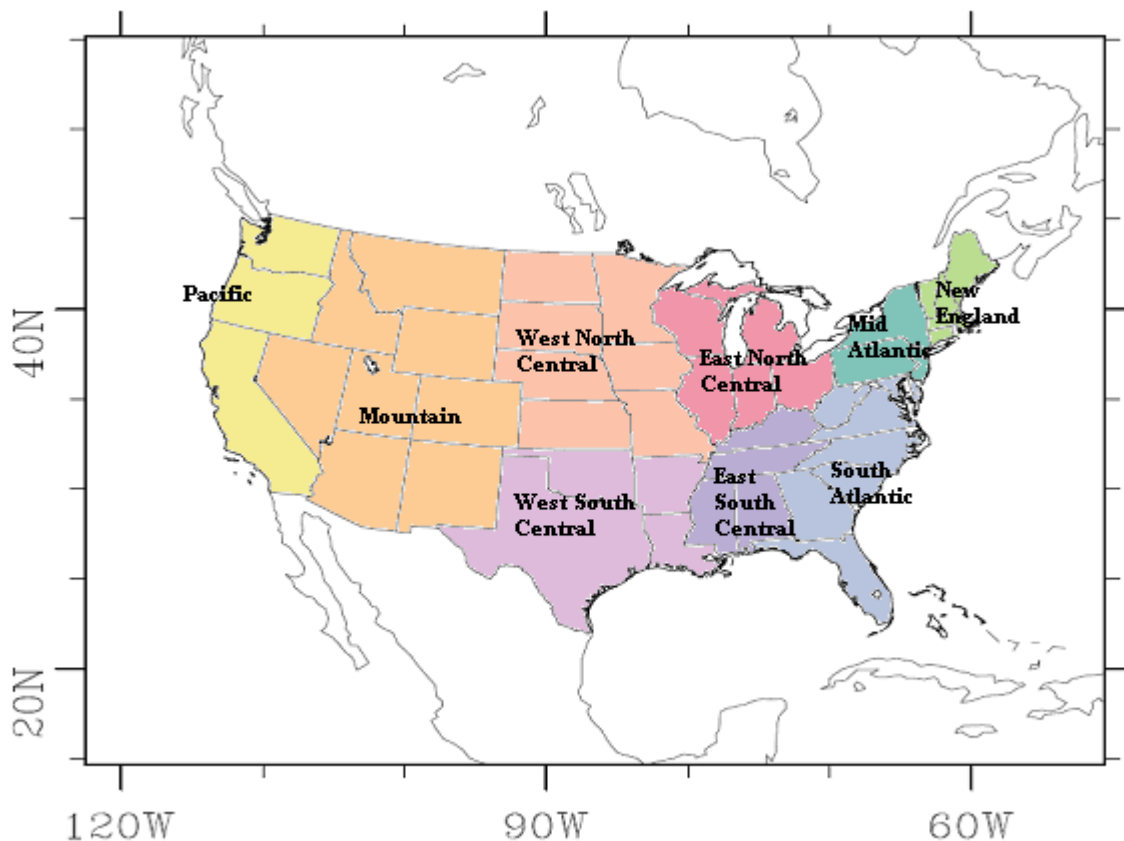 Pacific
Mountain
West North
Central
West South
Central
East North
Central
East
South
Central
South
Atlantic
Mid
Atlantic
New
England
40N
20N
120W
90W
60W